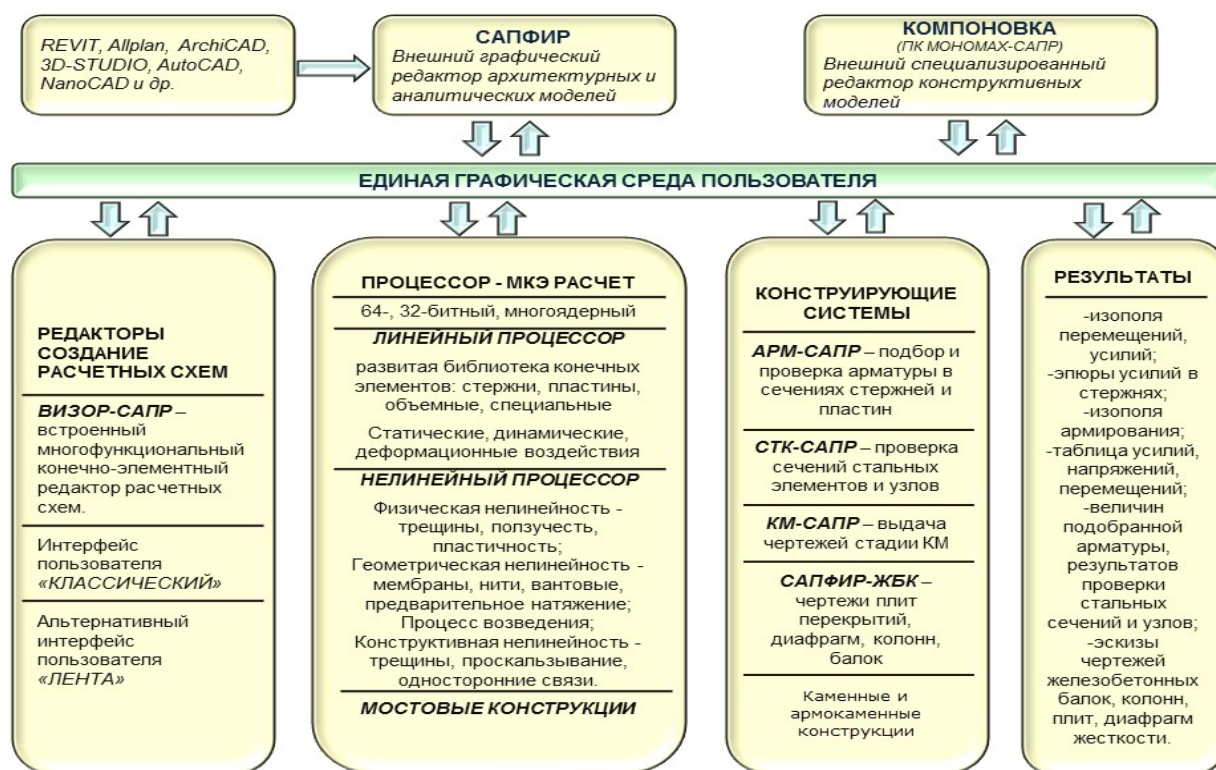 REVIT, Allplan, ArchiCAD,
3D-STUDIO, AutoCAD,
NanoCAD и др.
САПФИР
Внешний графический
редактор архитектурных и
аналитических моделей
КОМПОНОВКА
(ПК МОНОМАХ-САПР)
Внешний специализированный
редактор конструктивных
моделей
ЕДИНАЯ ГРАФИЧЕСКАЯ СРЕДА ПОЛЬЗОВАТЕЛЯ
РЕДАКТОРЫ
СОЗДАНИЕ
РАСЧЕТНЫХ СХЕМ
ВИЗОР-САПР –
встроенный
многофункциональный
конечно-элементный
редактор расчетных
схем.
Интерфейс
пользователя
«КЛАССИЧЕСКИЙ»
Альтернативный
интерфейс
пользователя
«ЛЕНТА»
ПРОЦЕССОР - МКЭ РАСЧЕТ
64-, 32-битный, многоядерный
ЛИНЕЙНЫЙ ПРОЦЕССОР
развитая библиотека конечных
элементов: стержни, пластины,
объемные, специальные
Статические, динамические,
деформационные воздействия
НЕЛИНЕЙНЫЙ ПРОЦЕССОР
Физическая нелинейность -
трещины, ползучесть,
пластичность;
Геометрическая нелинейность -
мембраны, нити, вантовые,
предварительное натяжение;
Процесс возведения;
Конструктивная нелинейность -
трещины, проскальзывание,
односторонние связи.
МОСТОВЫЕ КОНСТРУКЦИИ
КОНСТРУИРУЮЩИЕ
СИСТЕМЫ
АРМ-САПР – подбор и
проверка арматуры в
сечениях стержней и
пластин
СТК-САПР – проверка
сечений стальных
элементов и узлов
КМ-САПР – выдача
чертежей стадии КМ
САПФИР-ЖБК –
чертежи плит
перекрытий,
диафрагм, колонн,
балок
Каменные и
армокаменные
конструкции
РЕЗУЛЬТАТЫ
-изополя
перемещений,
усилий;
-эпюры усилий в
стержнях;
-изополя
армирования;
-таблица усилий,
напряжений,
перемещений;
-величин
подобранной
арматуры,
результатов
проверки
стальных
сечений и узлов;
-эскизы
чертежей
железобетонных
балок, колонн,
плит, диафрагм
жесткости.